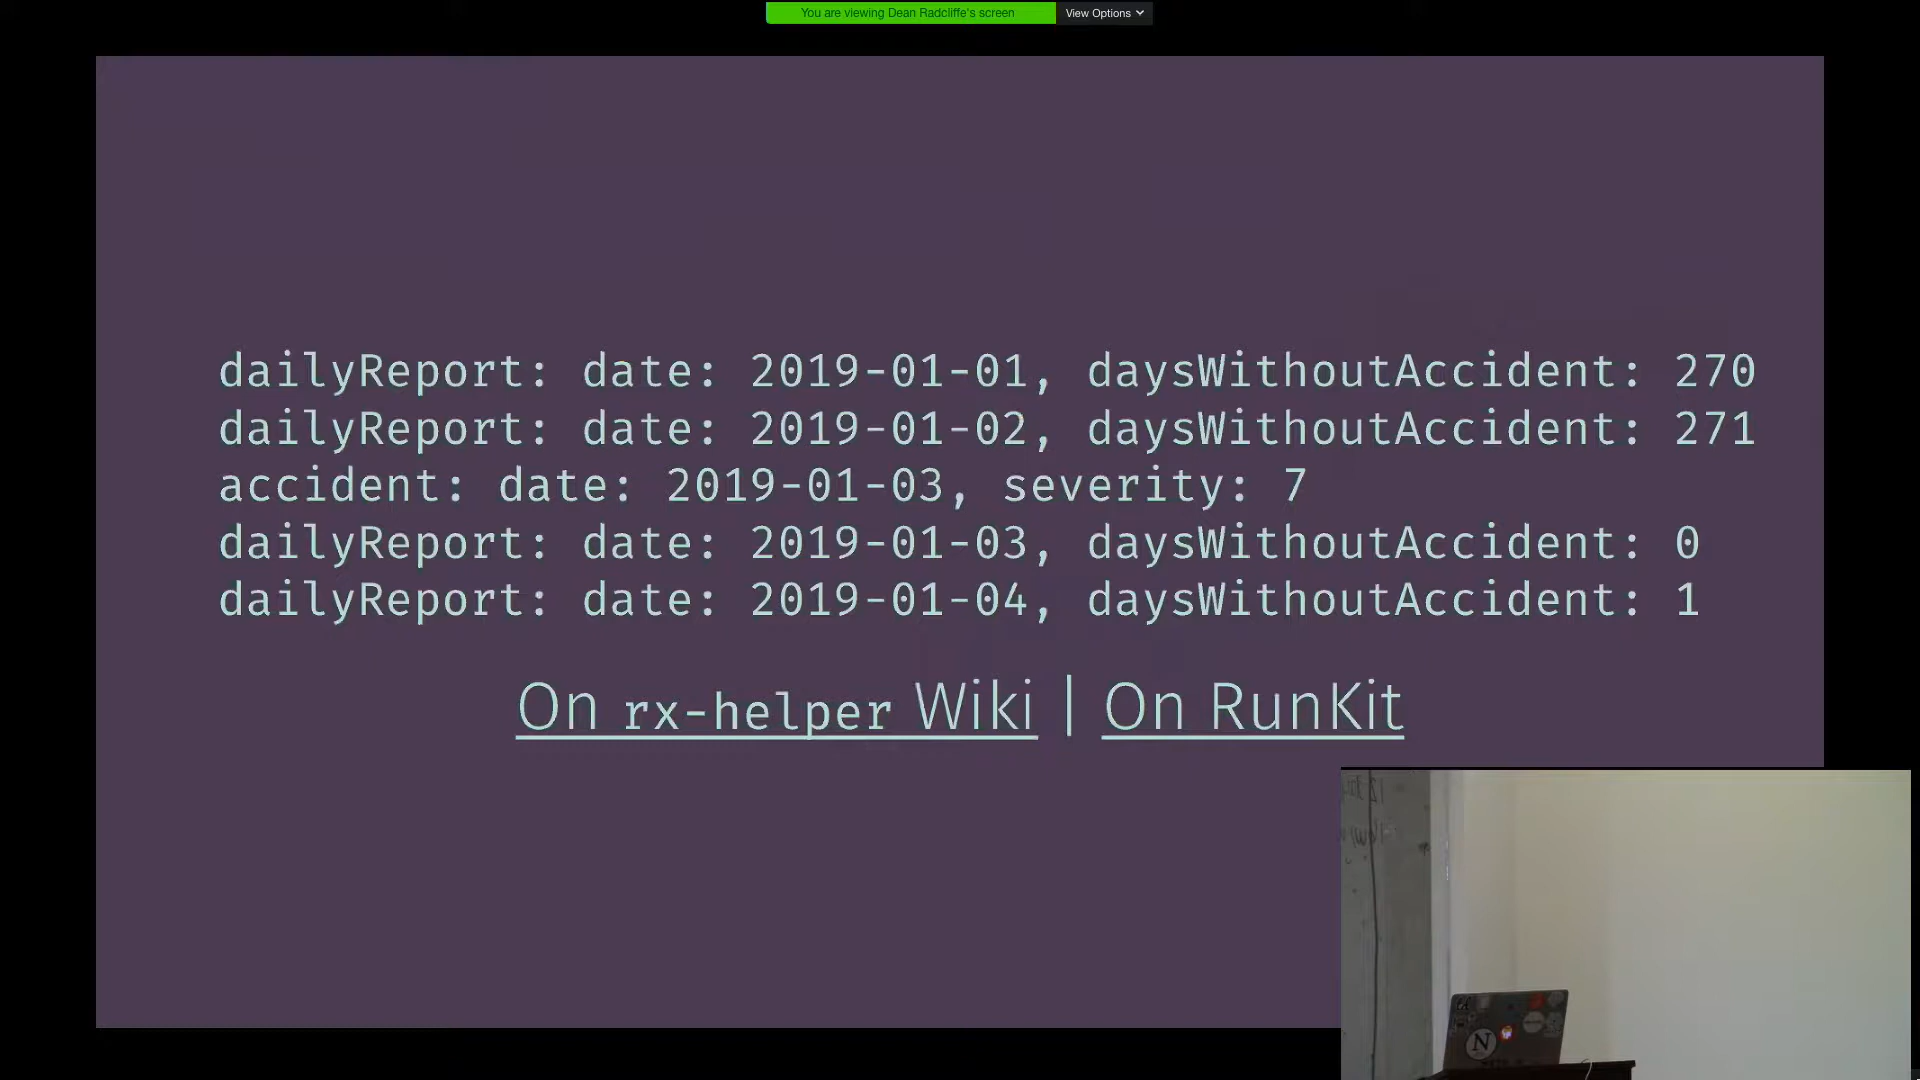 You are viewing Dean Radcliffe's screen View Options
dailyReport: date: 2019-01-01, daysWithoutAccident: 270
dailyReport: date: 2019-01-02, daysWithoutAccident: 271
accident: date: 2019-01-03, severity: 7
dailyReport: date: 2019-01-03, daysWithoutAccident: 0
dailyReport: date: 2019-01-04, daysWithoutAccident: 1
On rx-helper Wiki | On RunKit
N